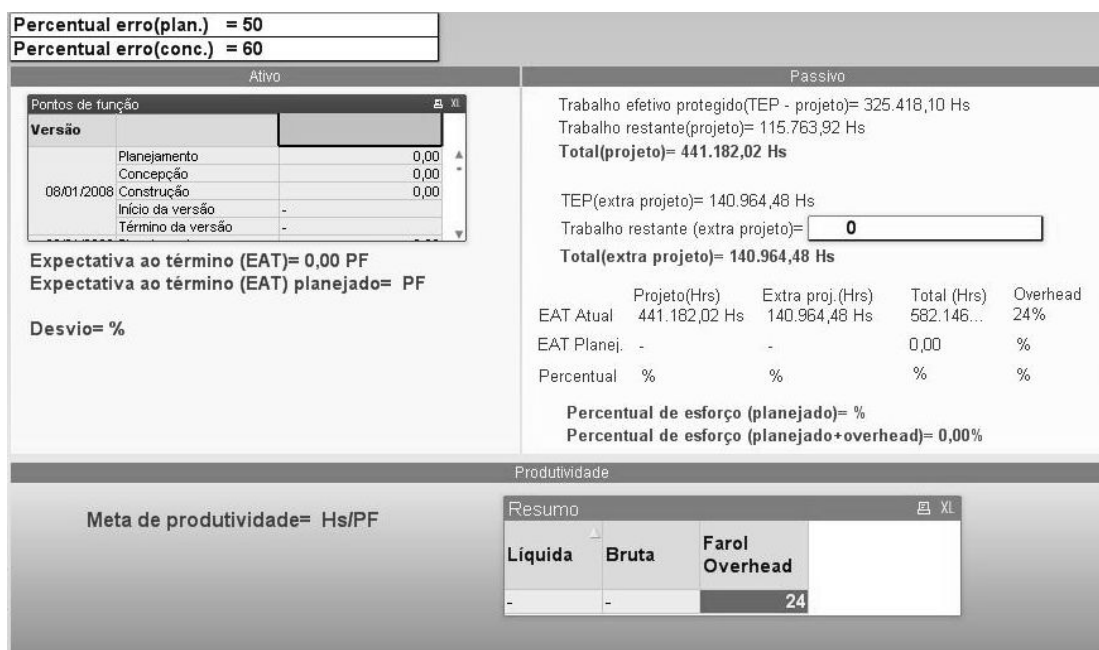 Percentual erro(plan.) = 50
Percentual erro(conc.) = 60
Ativo
Pontos de função XL
Versão
Planejamento 0,00
Concepção 0,00
08/01/2008 Construção 0,00
Início da versão -
Término da versão -
Expectativa ao término (EAT)= 0,00 PF
Expectativa ao término (EAT) planejado= PF
Desvio= %
Passivo
Trabalho efetivo protegido(TEP - projeto)= 325.418,10 Hs
Trabalho restante(projeto)= 115.763,92 Hs
Total(projeto)= 441.182,02 Hs
TEP(extra projeto)= 140.964,48 Hs
Trabalho restante (extra projeto)= 0
Total(extra projeto)= 140.964,48 Hs
Projeto(Hrs) Extra proj.(Hrs) Total (Hrs) Overhead
EAT Atual 441.182,02 Hs 140.964,48 Hs 582.146... 24%
EAT Planej. - - 0,00 %
Percentual % % % %
Percentual de esforço (planejado)= %
Percentual de esforço (planejado+overhead)= 0,00%
Produtividade
Meta de produtividade= Hs/PF
Resumo XL
Líquida Bruta Farol Overhead
- - 24